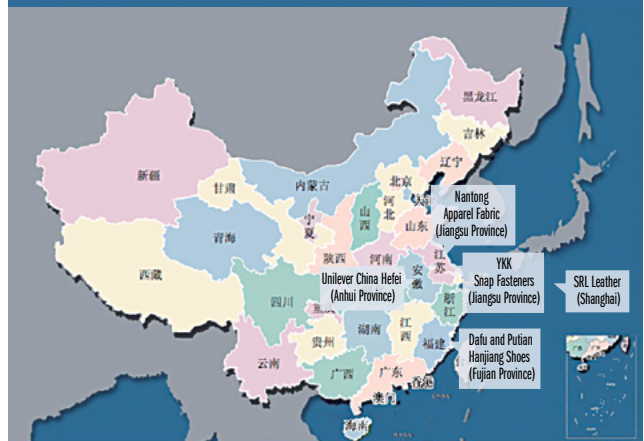 黑龙江
吉林
辽宁
新疆
内蒙古
甘肃
北京
河北
山西
山东
宁夏
青海
陕西
河南
江苏
西藏
安徽
四川
浙江
湖南
江西
贵州
福建
云南
广西
广东
香港
澳门
海南
Nantong
Apparel Fabric
(Jiangsu Province)
YKK
Snap Fasteners
(Jiangsu Province)
SRL Leather
(Shanghai)
Unilever China Hefei
(Anhui Province)
Dafu and Putian
Hanjiang Shoes
(Fujian Province)